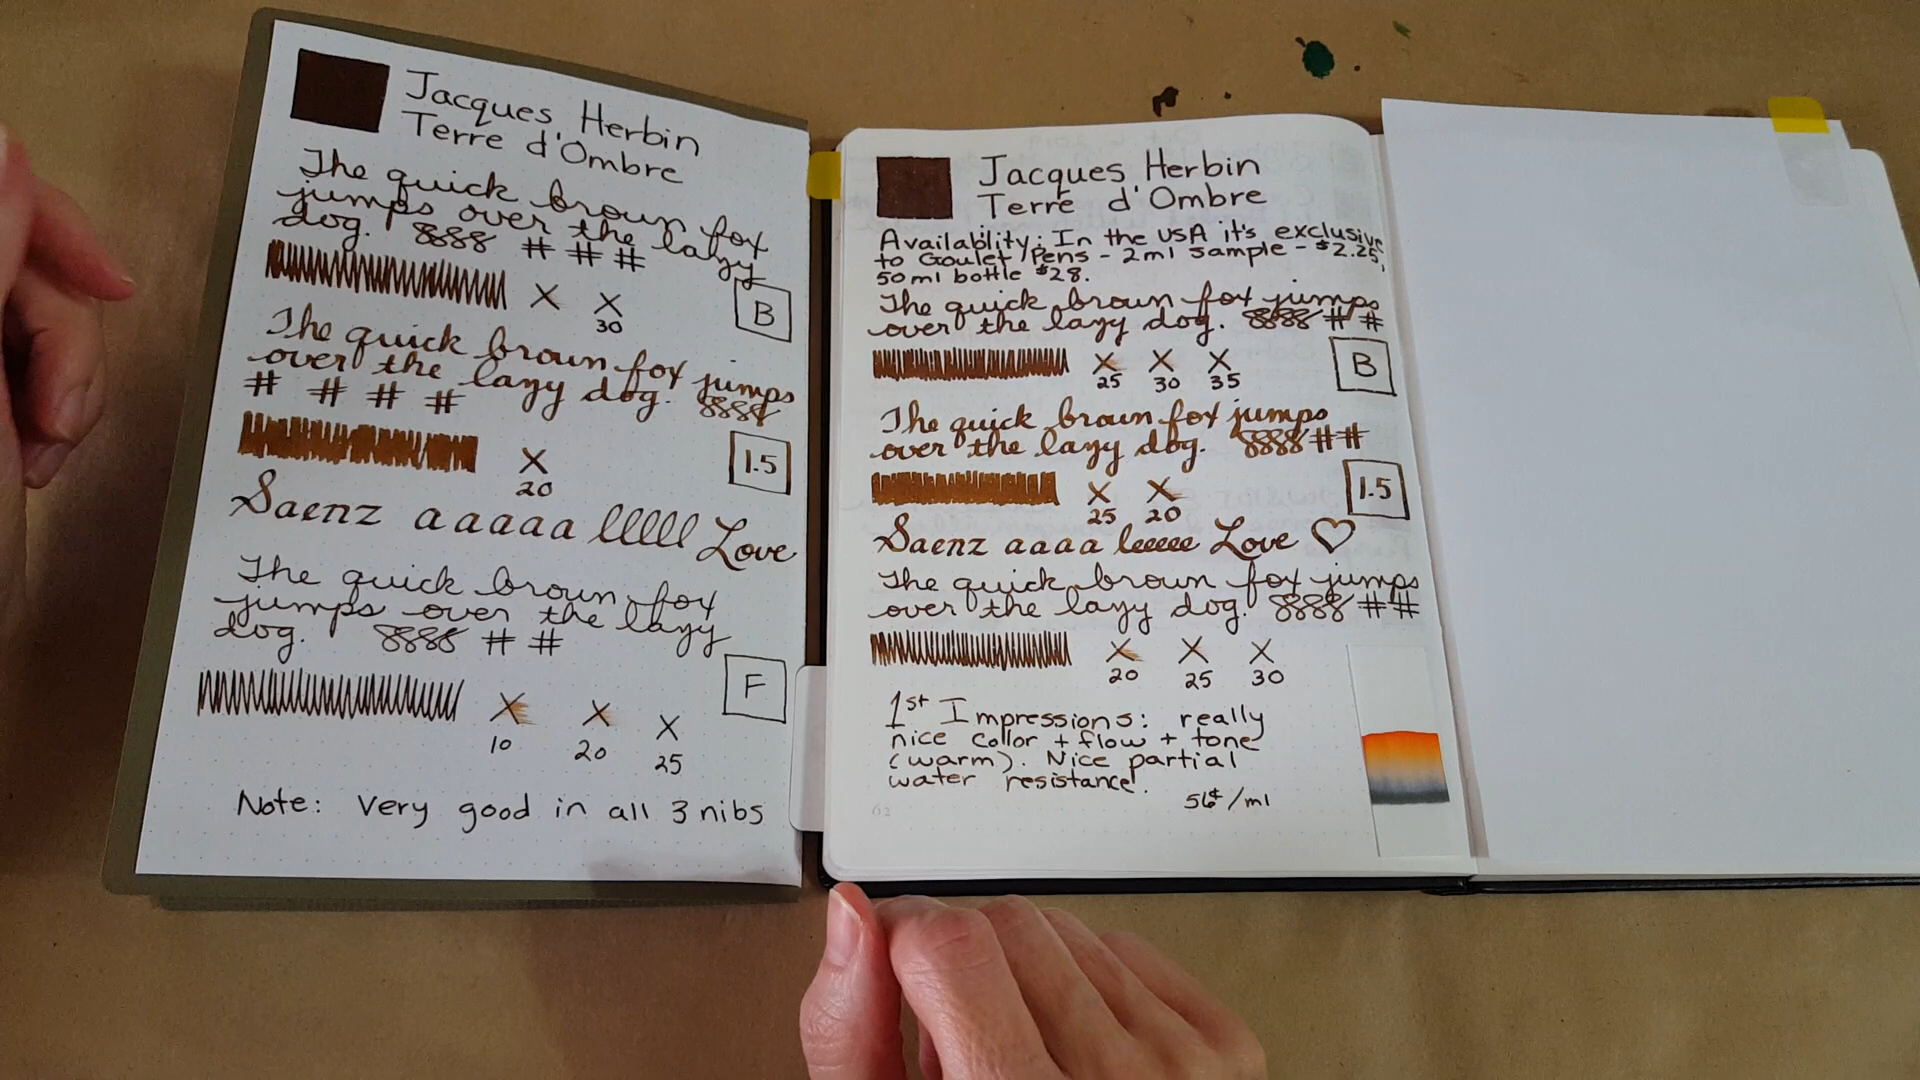 Jacques Herbin
Terre d'Ombre
The quick brown fox
jumps over the lazy
dog. 8888 # # #
X X
30
B
The quick brown fox jumps
over the lazy dog. 8888
# # # #
X
20
1.5
Saenz aaaaa lllll Love
The quick brown fox
jumps over the lazy
dog. 8888 # #
F
X X X
10 20 25
Note: Very good in all 3 nibs
Jacques Herbin
Terre d'Ombre
Availablity: In the USA it's exclusive
to Goulet Pens - 2ml sample - $2.25,
50ml bottle $28.
The quick brown fox jumps
over the lazy dog. 8888 # #
X X X
25 30 35
B
The quick brown fox jumps
over the lazy dog. 8888 # #
X X
25 20
1.5
Saenz aaaa leeeee Love ♡
The quick brown fox jumps
over the lazy dog. 8888 # #
X X X
20 25 30
1st Impressions: really
nice color + flow + tone
(warm). Nice partial
water resistance.
56¢/ml
62